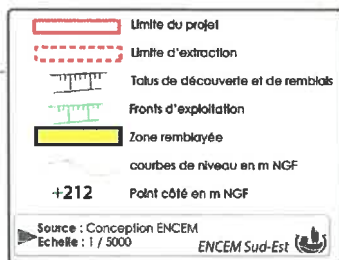 Limite du projet
Limite d'extraction
Talus de découverte et de remblais
Fronts d'exploitation
Zone remblayée
courbes de niveau en m NGF
+212 Point côté en m NGF
Source : Conception ENCEM
Echelle : 1 / 5000
ENCEM Sud-Est